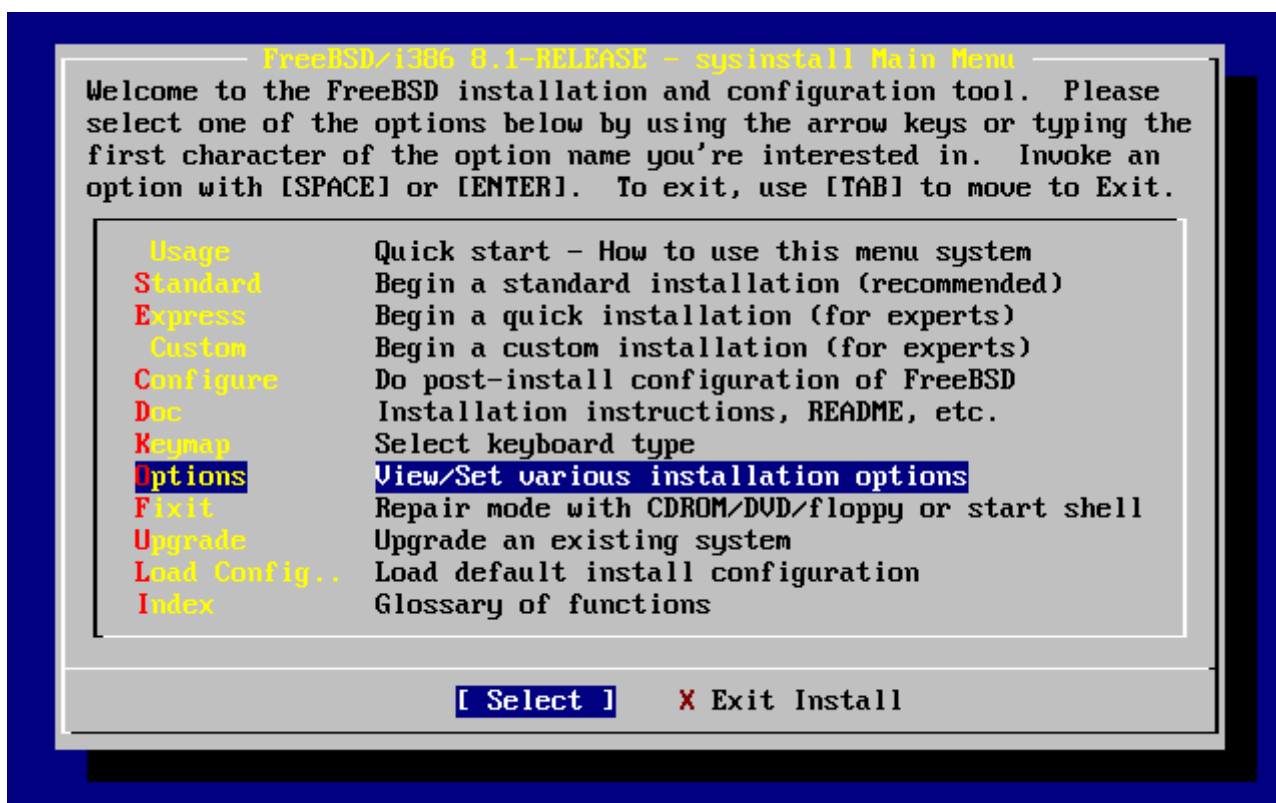 FreeBSD/i386 8.1-RELEASE - sysinstall Main Menu
Welcome to the FreeBSD installation and configuration tool.  Please
select one of the options below by using the arrow keys or typing the
first character of the option name you're interested in.  Invoke an
option with [SPACE] or [ENTER].  To exit, use [TAB] to move to Exit.
Usage Quick start - How to use this menu system
Standard Begin a standard installation (recommended)
Express Begin a quick installation (for experts)
Custom Begin a custom installation (for experts)
Configure Do post-install configuration of FreeBSD
Doc Installation instructions, README, etc.
Keymap Select keyboard type
Options View/Set various installation options
Fixit Repair mode with CDROM/DVD/floppy or start shell
Upgrade Upgrade an existing system
Load Config.. Load default install configuration
Index Glossary of functions
[ Select ] X Exit Install